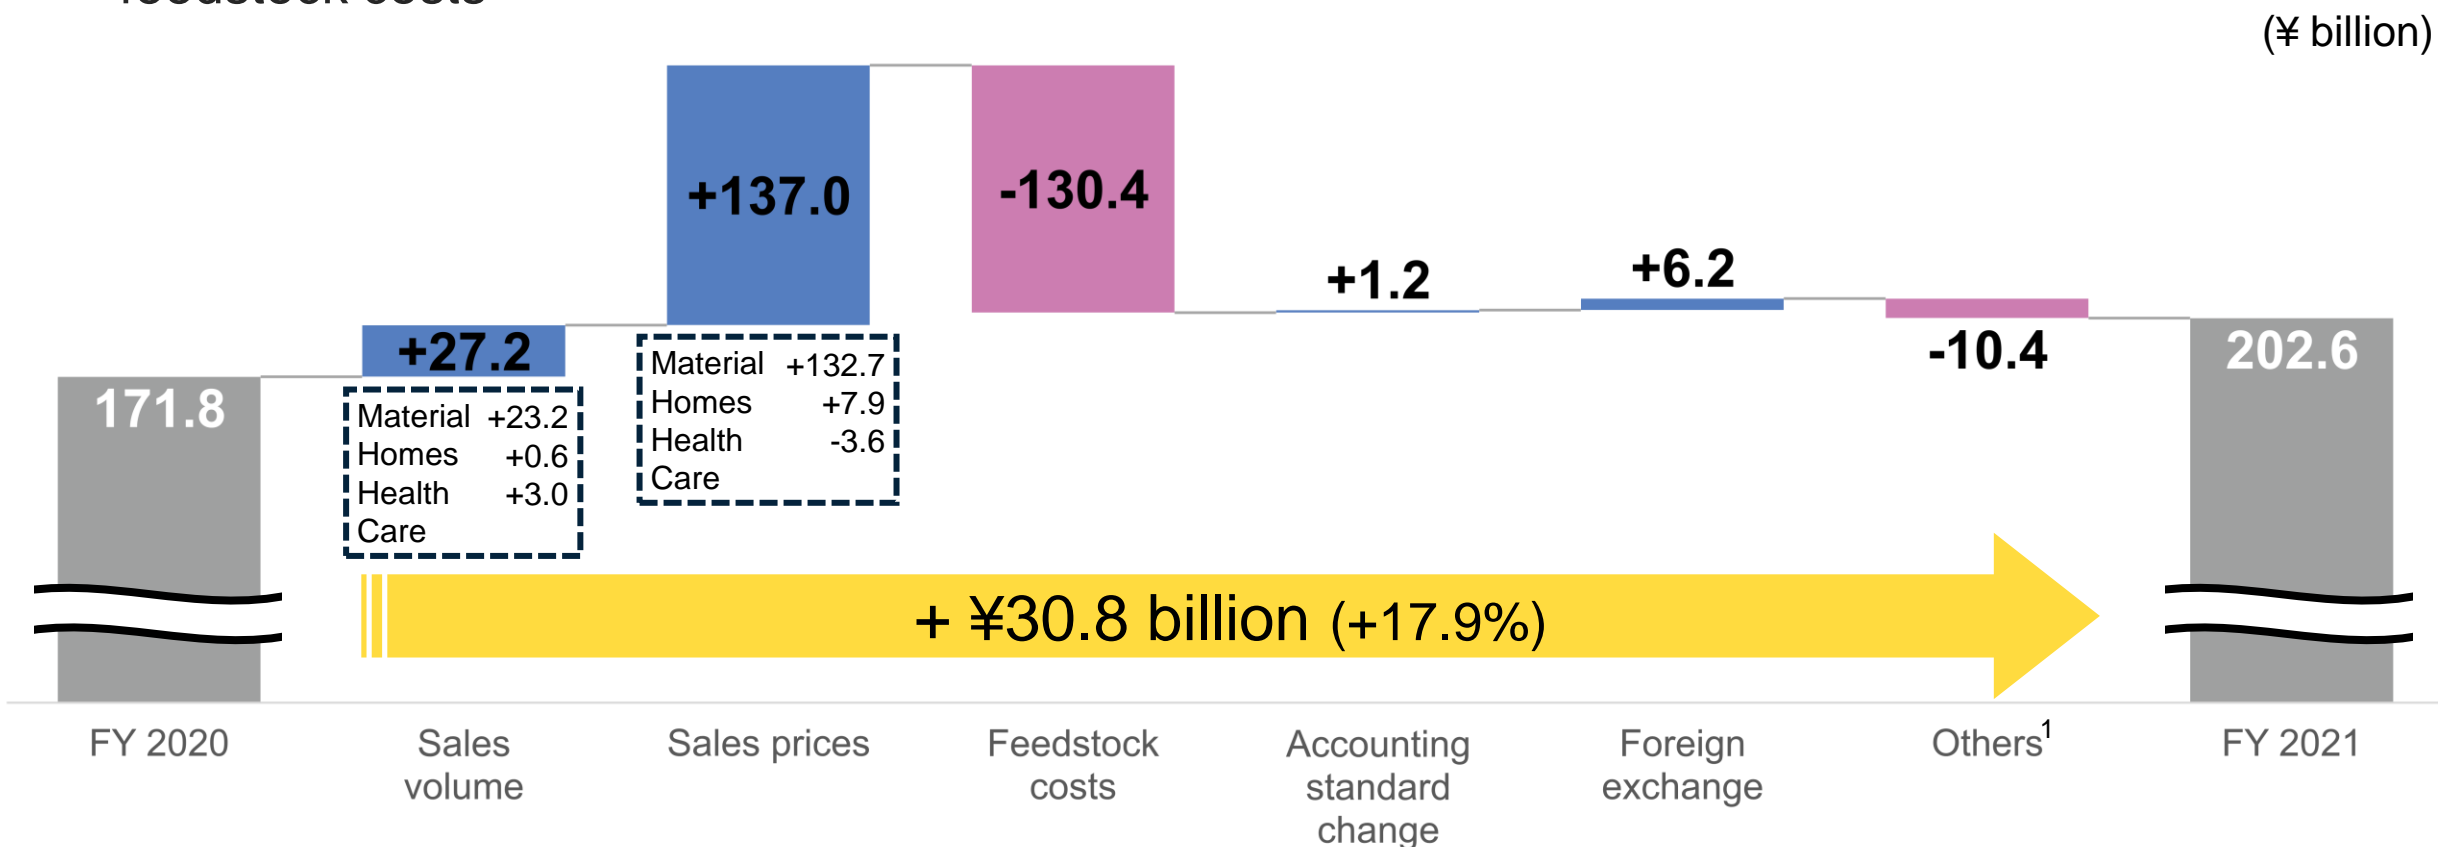 feedstock costs
(¥ billion)
171.8
+27.2
Material +23.2
Homes +0.6
Health +3.0
Care
+137.0
Material +132.7
Homes +7.9
Health -3.6
Care
-130.4
+1.2
+6.2
-10.4
202.6
+ ¥30.8 billion (+17.9%)
FY 2020
Sales
volume
Sales prices
Feedstock
costs
Accounting
standard
change
Foreign
exchange
Others1
FY 2021